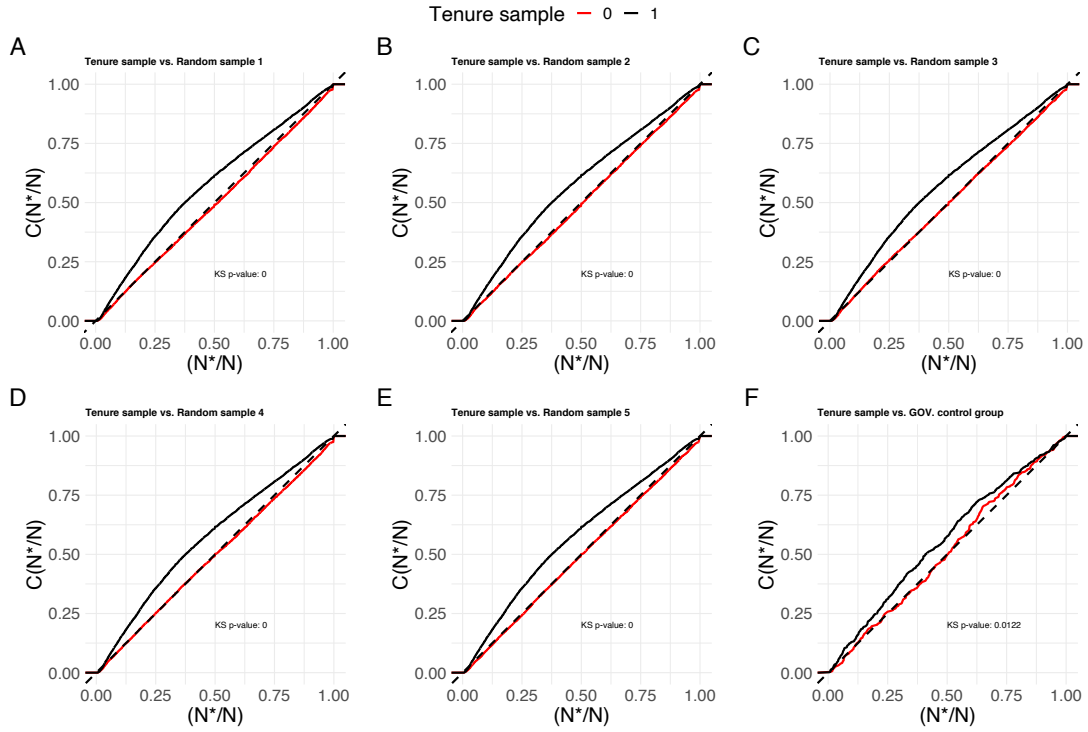 Tenure sample 0 1
A
Tenure sample vs. Random sample 1
1.00
0.75
0.50
0.25
0.00
C(N*/N)
KS p-value: 0
0.00 0.25 0.50 0.75 1.00
(N*/N)
B
Tenure sample vs. Random sample 2
1.00
0.75
0.50
0.25
0.00
C(N*/N)
KS p-value: 0
0.00 0.25 0.50 0.75 1.00
(N*/N)
C
Tenure sample vs. Random sample 3
1.00
0.75
0.50
0.25
0.00
C(N*/N)
KS p-value: 0
0.00 0.25 0.50 0.75 1.00
(N*/N)
D
Tenure sample vs. Random sample 4
1.00
0.75
0.50
0.25
0.00
C(N*/N)
KS p-value: 0
0.00 0.25 0.50 0.75 1.00
(N*/N)
E
Tenure sample vs. Random sample 5
1.00
0.75
0.50
0.25
0.00
C(N*/N)
KS p-value: 0
0.00 0.25 0.50 0.75 1.00
(N*/N)
F
Tenure sample vs. GOV. control group
1.00
0.75
0.50
0.25
0.00
C(N*/N)
KS p-value: 0.0122
0.00 0.25 0.50 0.75 1.00
(N*/N)